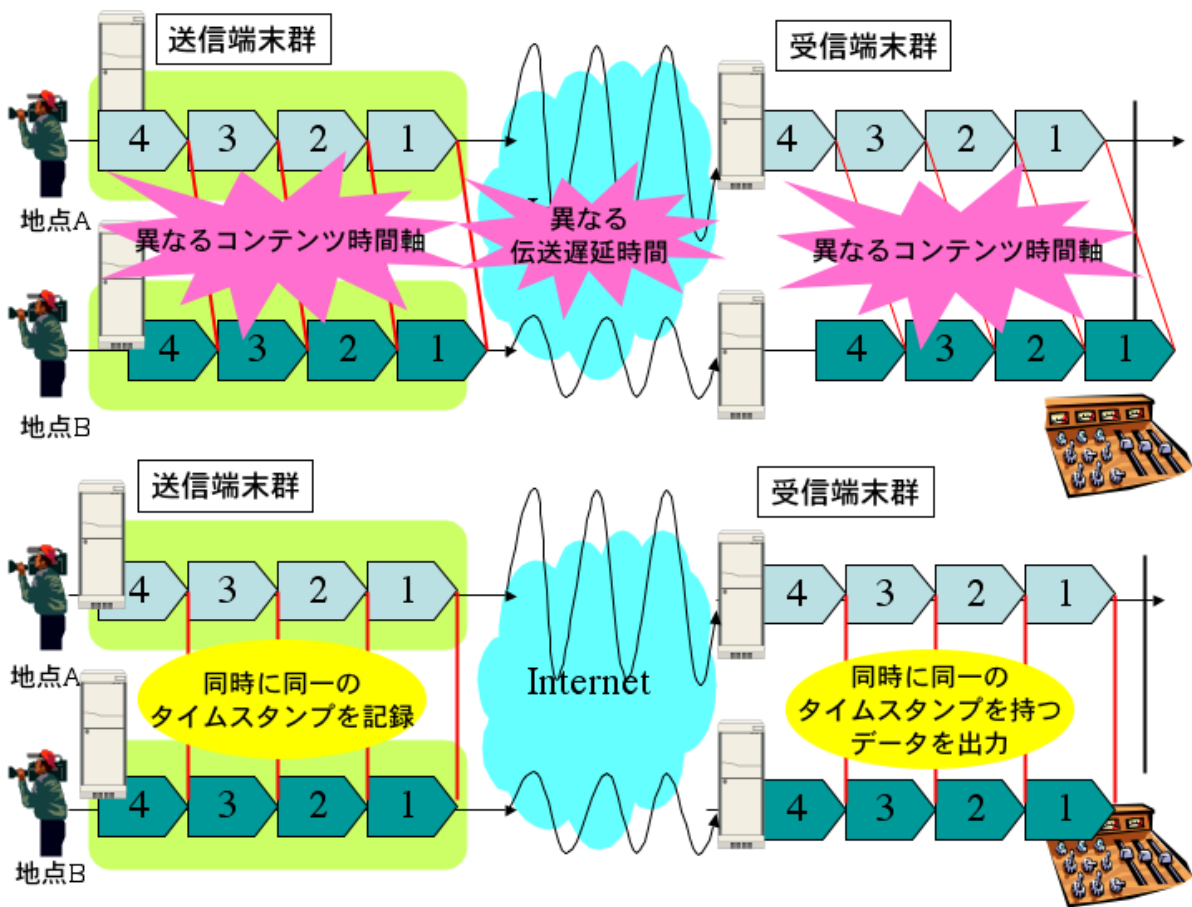 送信端末群
受信端末群
4 3 2 1
4 3 2 1
地点A
異なるコンテンツ時間軸
異なる
伝送遅延時間
異なるコンテンツ時間軸
4 3 2 1
4 3 2 1
地点B
送信端末群
受信端末群
4 3 2 1
4 3 2 1
地点A
同時に同一の
タイムスタンプを記録
Internet
同時に同一の
タイムスタンプを持つ
データを出力
4 3 2 1
4 3 2 1
地点B